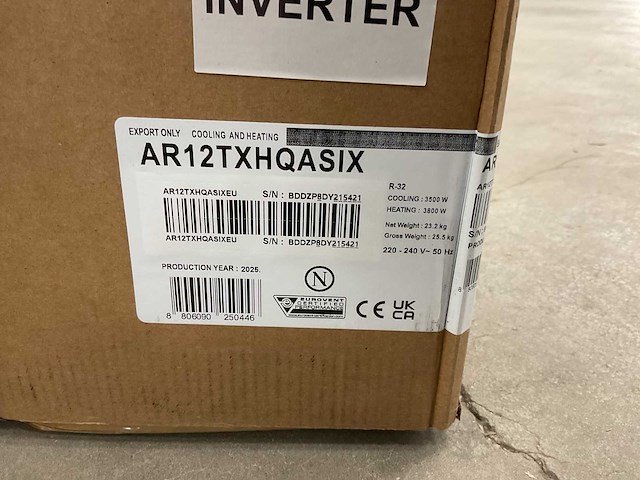 INVERTER
EXPORT ONLY COOLING AND HEATING
AR12TXHQASIX
AR12TXHQASIXEU S/N : BDDZP8DY215421
AR12TXHQASIXEU S/N : BDDZP8DY215421
R-32
COOLING : 3500 W
HEATING : 3800 W
Net Weight : 23.2 kg
Gross Weight : 25.5 kg
220 - 240 V~ 50 Hz
PRODUCTION YEAR : 2025.
N
EUROVENT
CERTIFIED
PERFORMANCE
CE UK
CA
8 806090 250446
AR
S/N